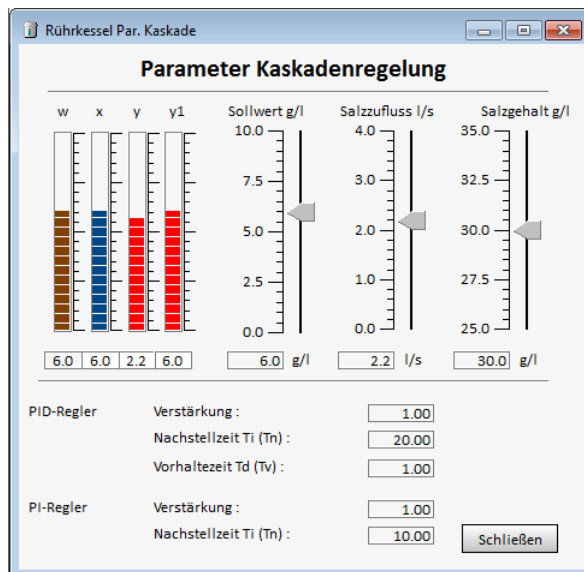 Rührkessel Par. Kaskade
Parameter Kaskadenregelung
w x y y1 Sollwert g/l Salzzufluss l/s Salzgehalt g/l
10.0 4.0 35.0
7.5 3.0 32.5
5.0 2.0 30.0
2.5 1.0 27.5
0.0 0.0 25.0
6.0 6.0 2.2 6.0 6.0 g/l 2.2 l/s 30.0 g/l
PID-Regler Verstärkung : 1.00
Nachstellzeit Ti (Tn) : 20.00
Vorhaltezeit Td (Tv) : 1.00
PI-Regler Verstärkung : 1.00
Nachstellzeit Ti (Tn) : 10.00
Schließen